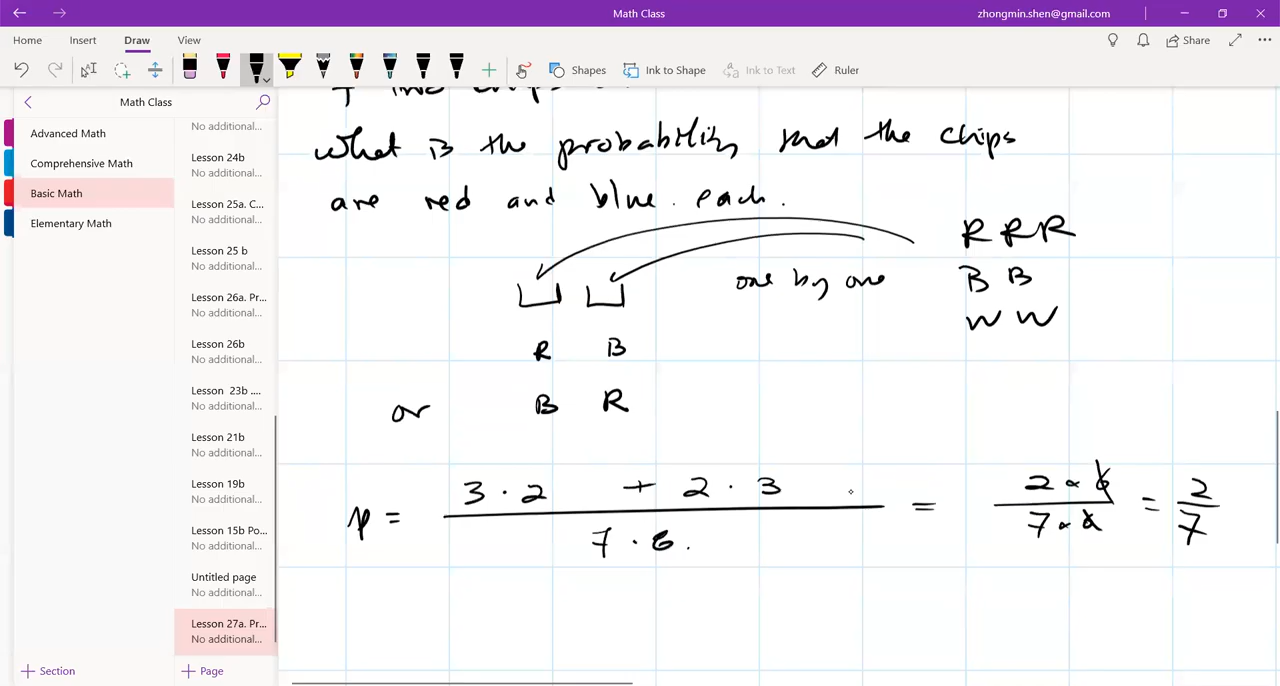 Math Class
zhongmin.shen@gmail.com
Home
Insert
Draw
View
Share
Shapes
Ink to Shape
Ink to Text
Ruler
Math Class
Advanced Math
Comprehensive Math
Basic Math
Elementary Math
No additional...
Lesson 24b
No additional...
Lesson 25a. C...
No additional...
Lesson 25 b
No additional...
Lesson 26a. Pr...
No additional...
Lesson 26b
No additional...
Lesson 23b ....
No additional...
Lesson 21b
No additional...
Lesson 19b
No additional...
Lesson 15b Po...
No additional...
Untitled page
No additional...
Lesson 27a. Pr...
No additional...
Section
Page
What is the probability that the chips
are red and blue. each.
R R R
one by one
B B
W W
R B
or B R
p = 3 · 2 + 2 · 3 / 7 · 6. = 2 × 6 / 7 × 6 = 2 / 7